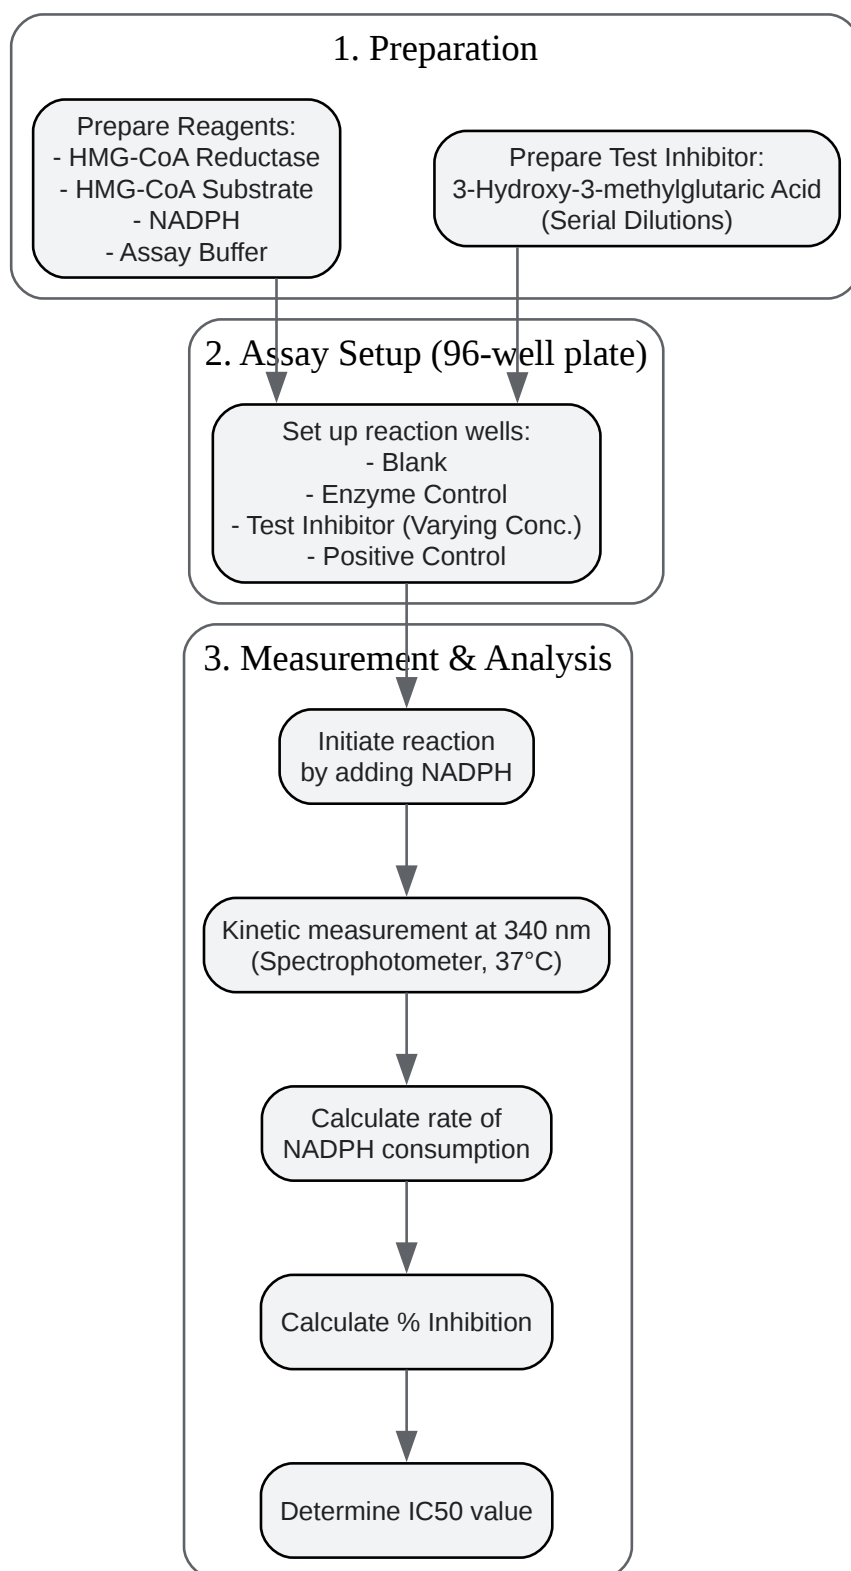 1. Preparation
Prepare Reagents:
- HMG-CoA Reductase
- HMG-CoA Substrate
- NADPH
- Assay Buffer
Prepare Test Inhibitor:
3-Hydroxy-3-methylglutaric Acid
(Serial Dilutions)
2. Assay Setup (96-well plate)
Set up reaction wells:
- Blank
- Enzyme Control
- Test Inhibitor (Varying Conc.)
- Positive Control
3. Measurement & Analysis
Initiate reaction
by adding NADPH
Kinetic measurement at 340 nm
(Spectrophotometer, 37°C)
Calculate rate of
NADPH consumption
Calculate % Inhibition
Determine IC50 value